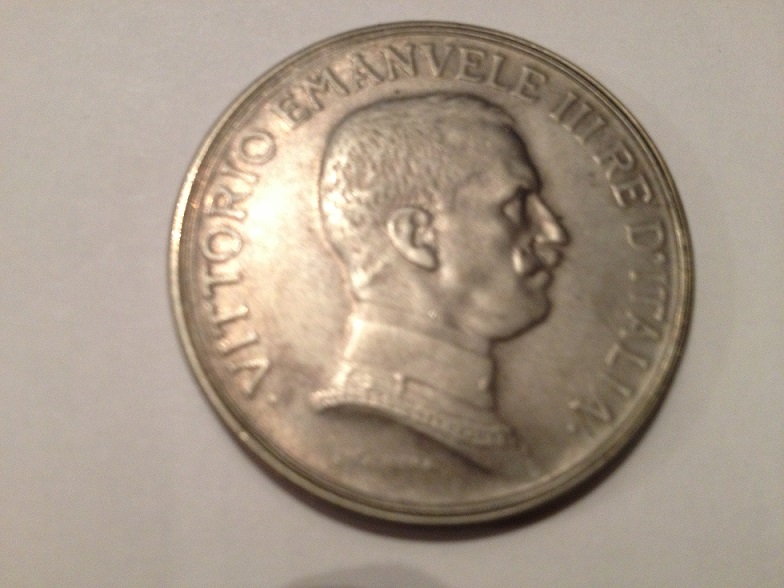 · VITTORIO EMANVELE III RE D'ITALIA ·